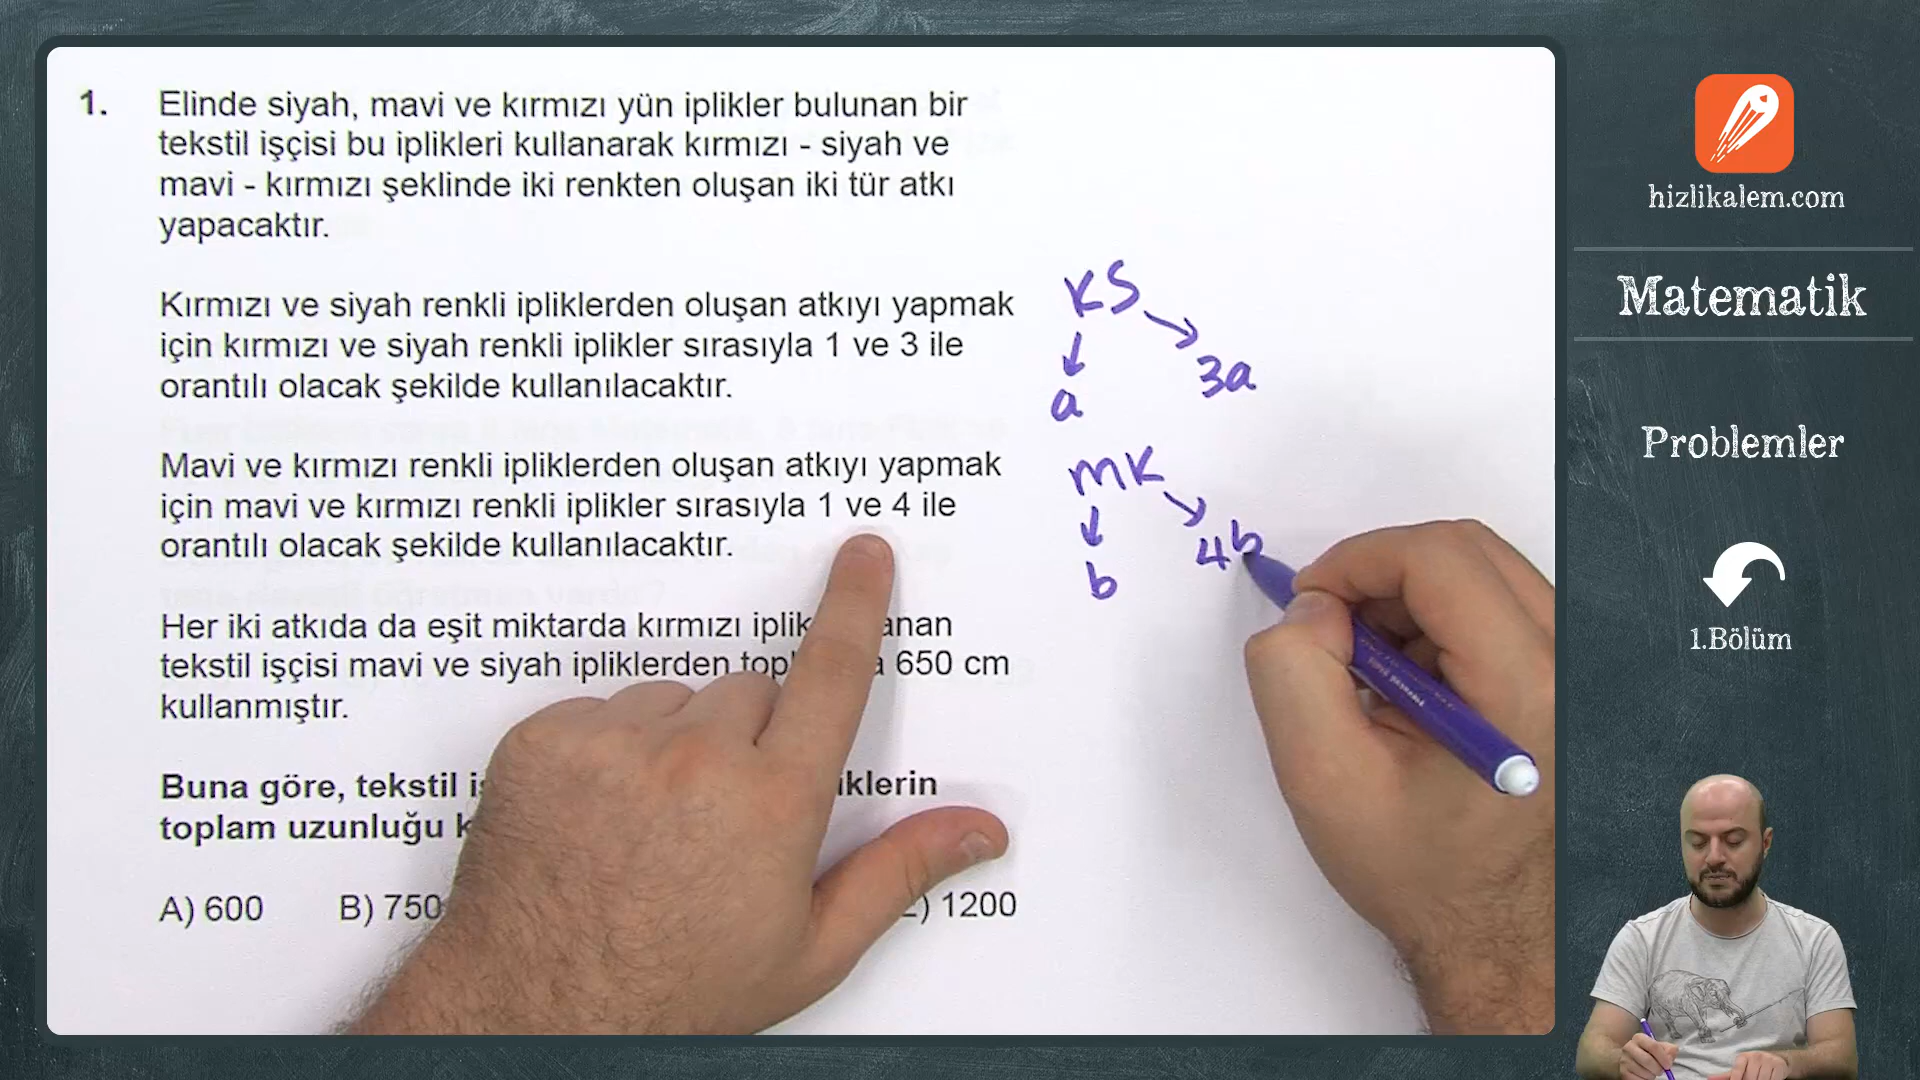 1. Elinde siyah, mavi ve kırmızı yün iplikler bulunan bir
tekstil işçisi bu iplikleri kullanarak kırmızı - siyah ve
mavi - kırmızı şeklinde iki renkten oluşan iki tür atkı
yapacaktır.
Kırmızı ve siyah renkli ipliklerden oluşan atkıyı yapmak
için kırmızı ve siyah renkli iplikler sırasıyla 1 ve 3 ile
orantılı olacak şekilde kullanılacaktır.
Mavi ve kırmızı renkli ipliklerden oluşan atkıyı yapmak
için mavi ve kırmızı renkli iplikler sırasıyla 1 ve 4 ile
orantılı olacak şekilde kullanılacaktır.
Her iki atkıda da eşit miktarda kırmızı
tekstil işçisi mavi ve siyah ipliklerden 650 cm
kullanmıştır.
Buna göre, tekstil
toplam uzunluğu
A) 600 B) 750 1200
KS
a 3a
mK
b 4b
hizlikalem.com
Matematik
Problemler
1.Bölüm